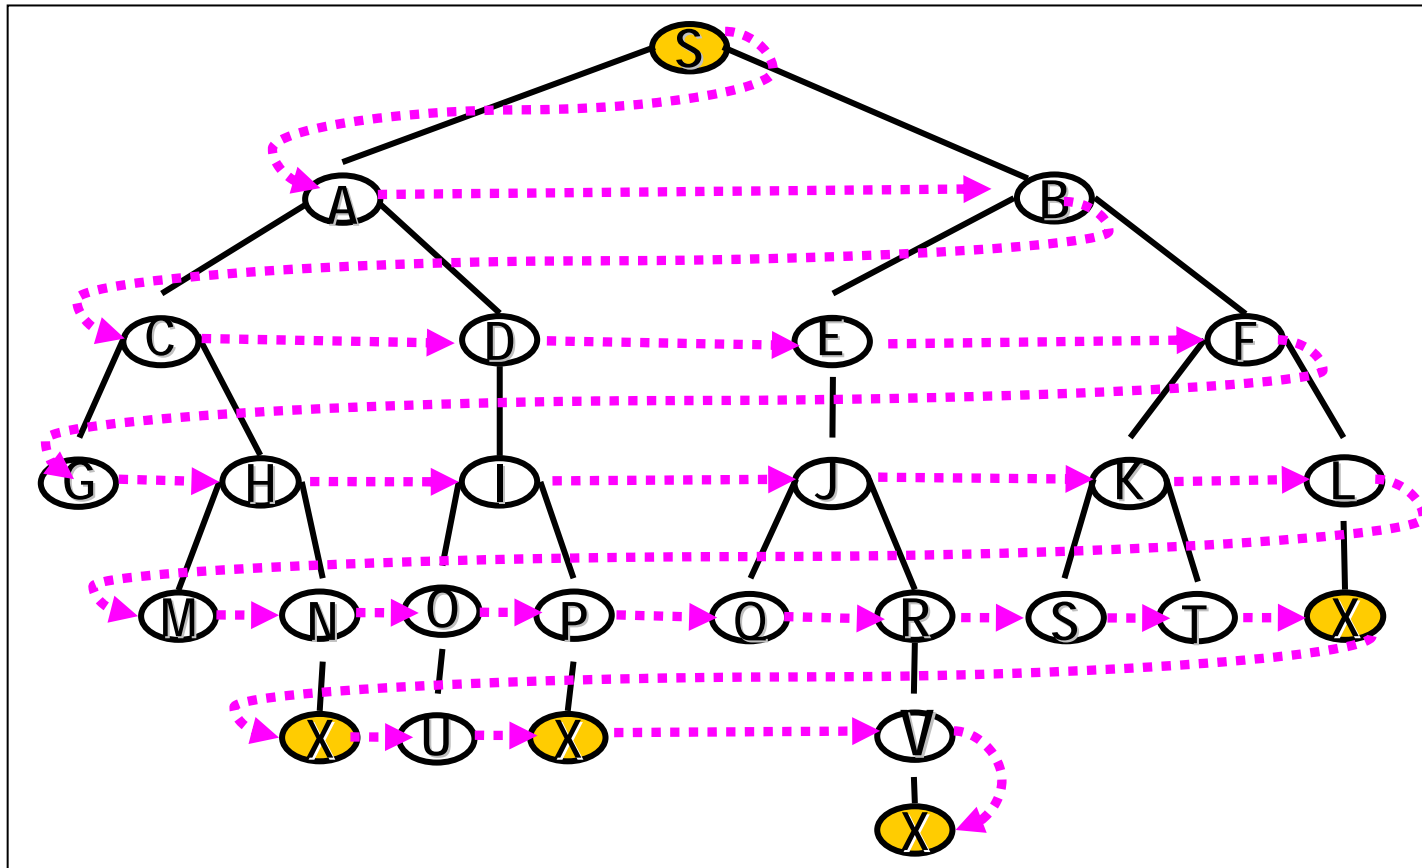 S
A B
C D E F
G H I J K L
M N O P Q R S T X
X U X V
X